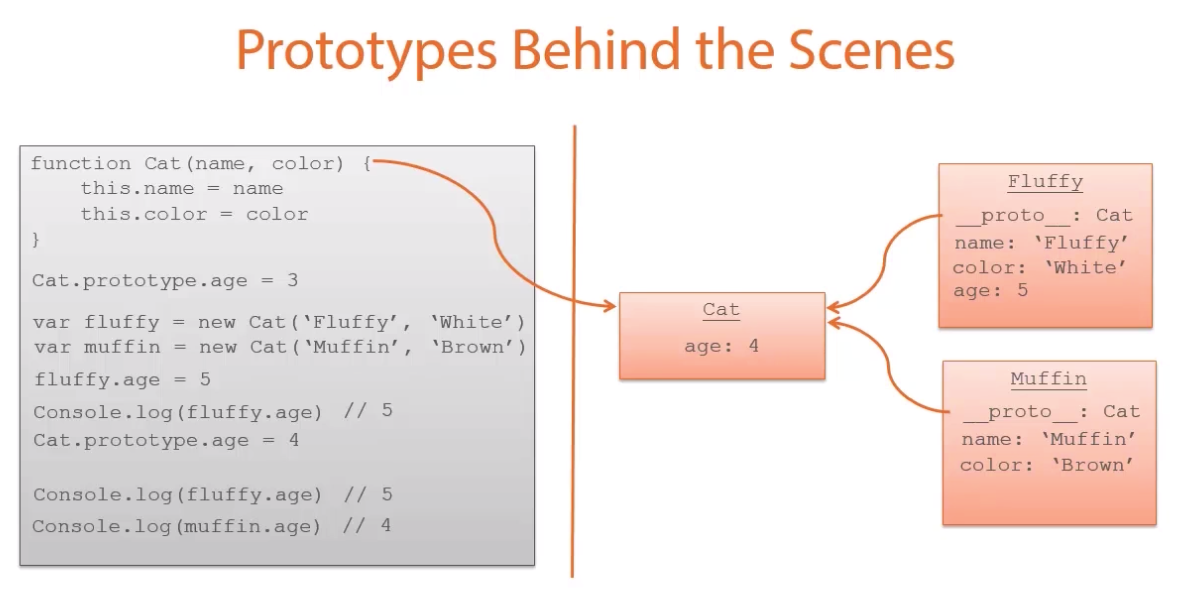 Prototypes Behind the Scenes
function Cat(name, color) {
this.name = name
this.color = color
}
Cat.prototype.age = 3
var fluffy = new Cat(‘Fluffy’, ‘White’)
var muffin = new Cat(‘Muffin’, ‘Brown’)
fluffy.age = 5
Console.log(fluffy.age) // 5
Cat.prototype.age = 4
Console.log(fluffy.age) // 5
Console.log(muffin.age) // 4
Cat
age: 4
Fluffy
__proto__: Cat
name: ‘Fluffy’
color: ‘White’
age: 5
Muffin
__proto__: Cat
name: ‘Muffin’
color: ‘Brown’